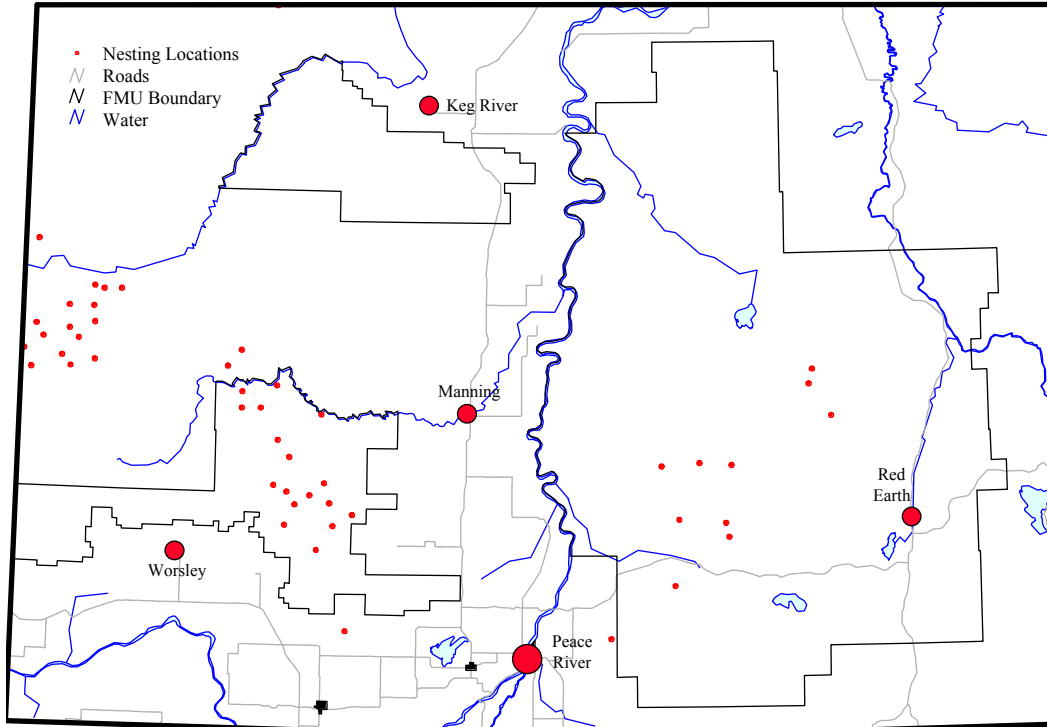 Nesting Locations
Roads
FMU Boundary
Water
Keg River
Manning
Red
Earth
Worsley
Peace
River